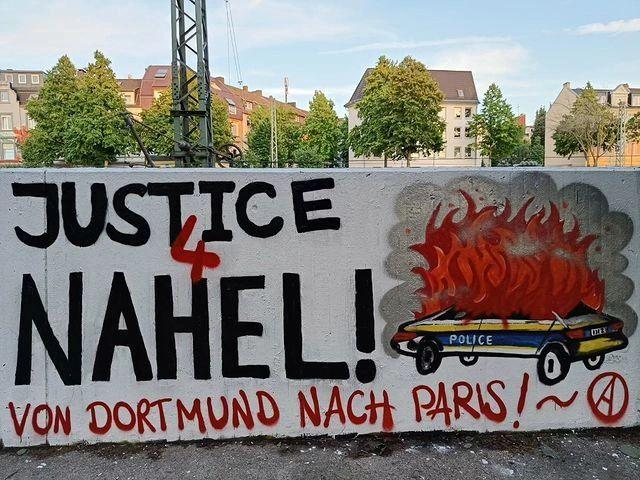 JUSTICE
4
NAHEL!
POLICE
VON DORTMUND NACH PARIS! ~ Ⓐ